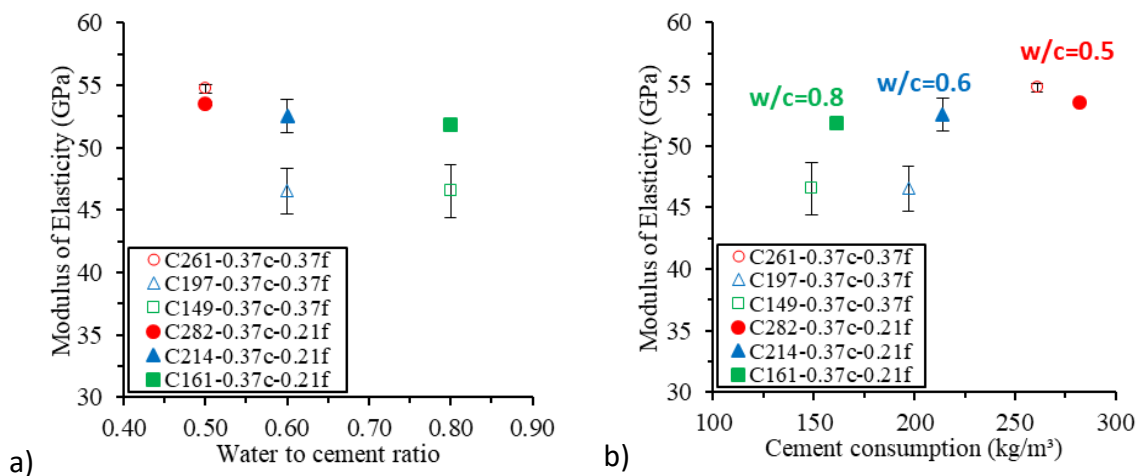 60
55
50
45
40
35
30
Modulus of Elasticity (GPa)
C261-0.37c-0.37f
C197-0.37c-0.37f
C149-0.37c-0.37f
C282-0.37c-0.21f
C214-0.37c-0.21f
C161-0.37c-0.21f
0.40 0.50 0.60 0.70 0.80 0.90
Water to cement ratio
a)
60
55
50
45
40
35
30
Modulus of Elasticity (GPa)
w/c=0.5
w/c=0.6
w/c=0.8
C261-0.37c-0.37f
C197-0.37c-0.37f
C149-0.37c-0.37f
C282-0.37c-0.21f
C214-0.37c-0.21f
C161-0.37c-0.21f
100 150 200 250 300
Cement consumption (kg/m³)
b)